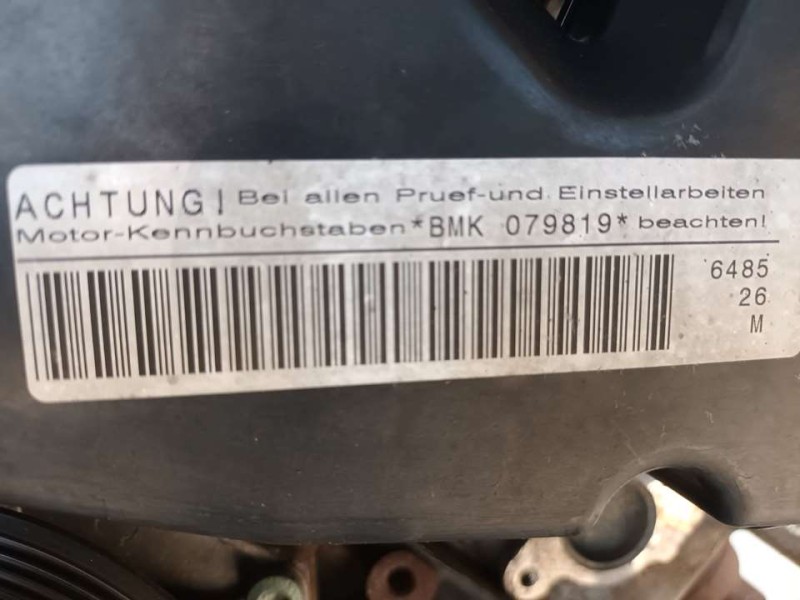 ACHTUNG! Bei allen Pruef-und. Einstellarbeiten
Motor-Kennbuchstaben *BMK 079819* beachten!
6485
26
M